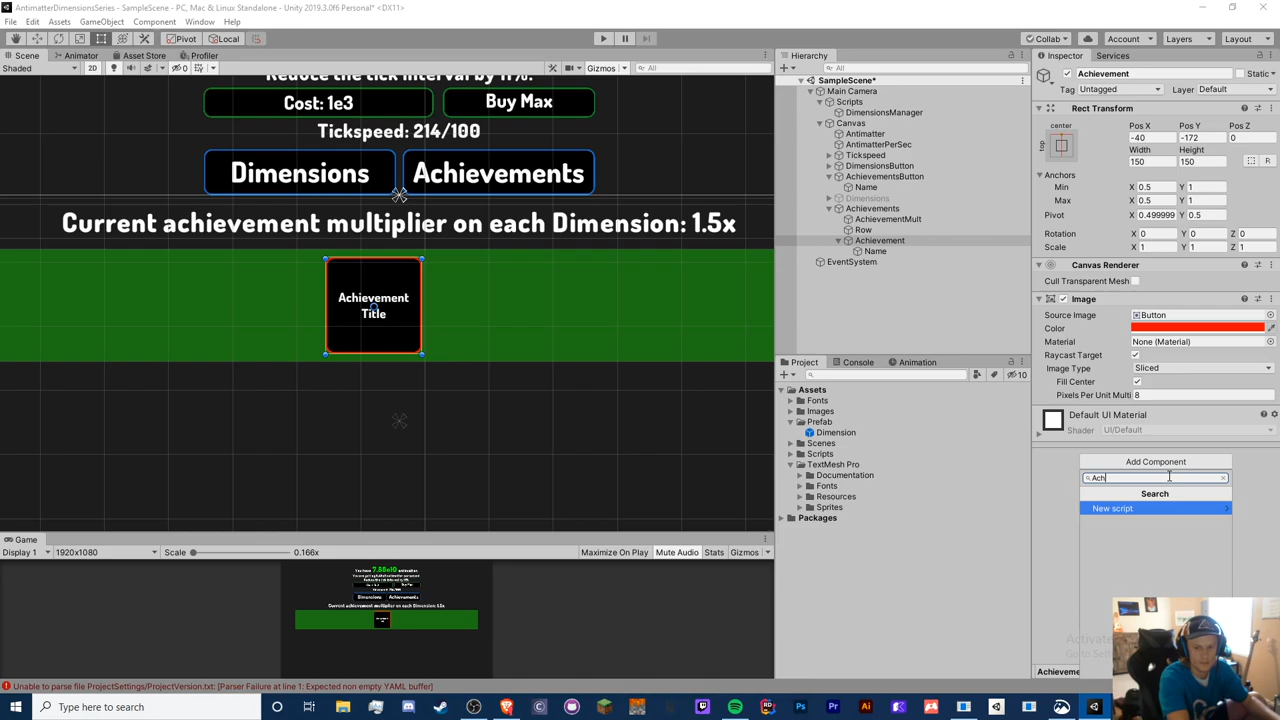 AntimatterDimensionsSeries - SampleScene - PC, Mac & Linux Standalone - Unity 2019.3.0f6 Personal* <DX11>
File Edit Assets GameObject Component Window Help
Pivot Local Collab Account Layers Layout
Scene Animator Asset Store Profiler
Shaded 2D 0 Gizmos All
Reduce the tick interval by 11%.
Cost: 1e3 Buy Max
Tickspeed: 214/100
Dimensions Achievements
Current achievement multiplier on each Dimension: 1.5x
Achievement
Title
Game
Display 1 1920x1080 Scale 0.166x Maximize On Play Mute Audio Stats Gizmos
Dimensions Achievements
Current achievement multiplier on each Dimension: 1.5x
Hierarchy
All
SampleScene*
Main Camera
Scripts
DimensionsManager
Canvas
Antimatter
AntimatterPerSec
Tickspeed
DimensionsButton
AchievementsButton
Name
Dimensions
Achievements
AchievementMult
Row
Achievement
Name
EventSystem
Project Console Animation
10
Assets
Fonts
Images
Prefab
Dimension
Scenes
Scripts
TextMesh Pro
Documentation
Fonts
Resources
Sprites
Packages
Inspector Services
Achievement Static
Tag Untagged Layer Default
Rect Transform
center Pos X Pos Y Pos Z
top -40 -172 0
Width Height
150 150 R
Anchors
Min X 0.5 Y 1
Max X 0.5 Y 1
Pivot X 0.499999 Y 0.5
Rotation X 0 Y 0 Z 0
Scale X 1 Y 1 Z 1
Canvas Renderer
Cull Transparent Mesh
Image
Source Image Button
Color
Material None (Material)
Raycast Target
Image Type Sliced
Fill Center
Pixels Per Unit Multi 8
Default UI Material
Shader UI/Default
Add Component
Ach
Search
New script
Achieveme
Unable to parse file ProjectSettings/ProjectVersion.txt: [Parser Failure at line 1: Expected non empty YAML buffer]
Type here to search